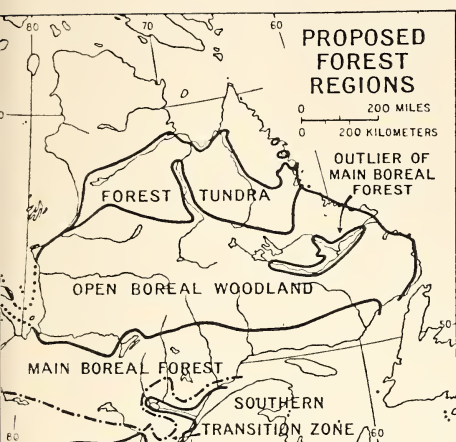 80
70
60
PROPOSED
FOREST
REGIONS
0 200 MILES
0 200 KILOMETERS
OUTLIER OF
MAIN BOREAL
FOREST
FOREST TUNDRA
OPEN BOREAL WOODLAND
50
MAIN BOREAL FOREST
SOUTHERN
TRANSITION ZONE
80
60